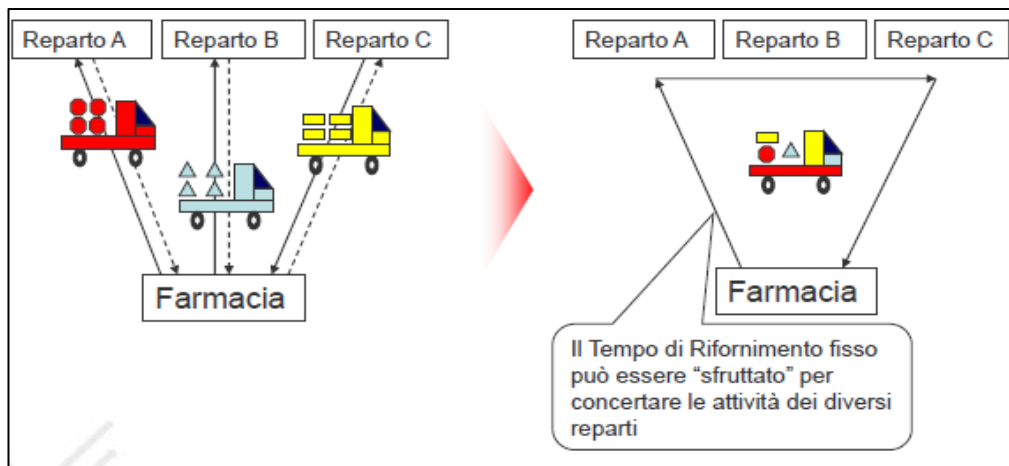 Reparto A
Reparto B
Reparto C
Reparto A
Reparto B
Reparto C
Farmacia
Farmacia
Il Tempo di Rifornimento fisso
può essere “sfruttato” per
concertare le attività dei diversi
reparti